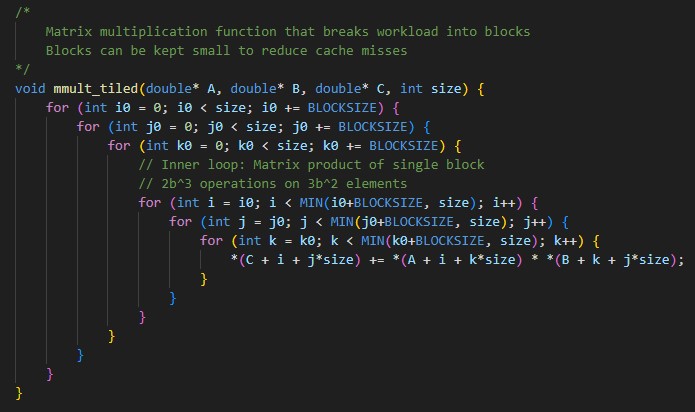 /*
    Matrix multiplication function that breaks workload into blocks
    Blocks can be kept small to reduce cache misses
*/
void mmult_tiled(double* A, double* B, double* C, int size) {
    for (int i0 = 0; i0 < size; i0 += BLOCKSIZE) {
        for (int j0 = 0; j0 < size; j0 += BLOCKSIZE) {
            for (int k0 = 0; k0 < size; k0 += BLOCKSIZE) {
                // Inner loop: Matrix product of single block
                // 2b^3 operations on 3b^2 elements
                for (int i = i0; i < MIN(i0+BLOCKSIZE, size); i++) {
                    for (int j = j0; j < MIN(j0+BLOCKSIZE, size); j++) {
                        for (int k = k0; k < MIN(k0+BLOCKSIZE, size); k++) {
                            *(C + i + j*size) += *(A + i + k*size) * *(B + k + j*size);
                        }
                    }
                }
            }
        }
    }
}